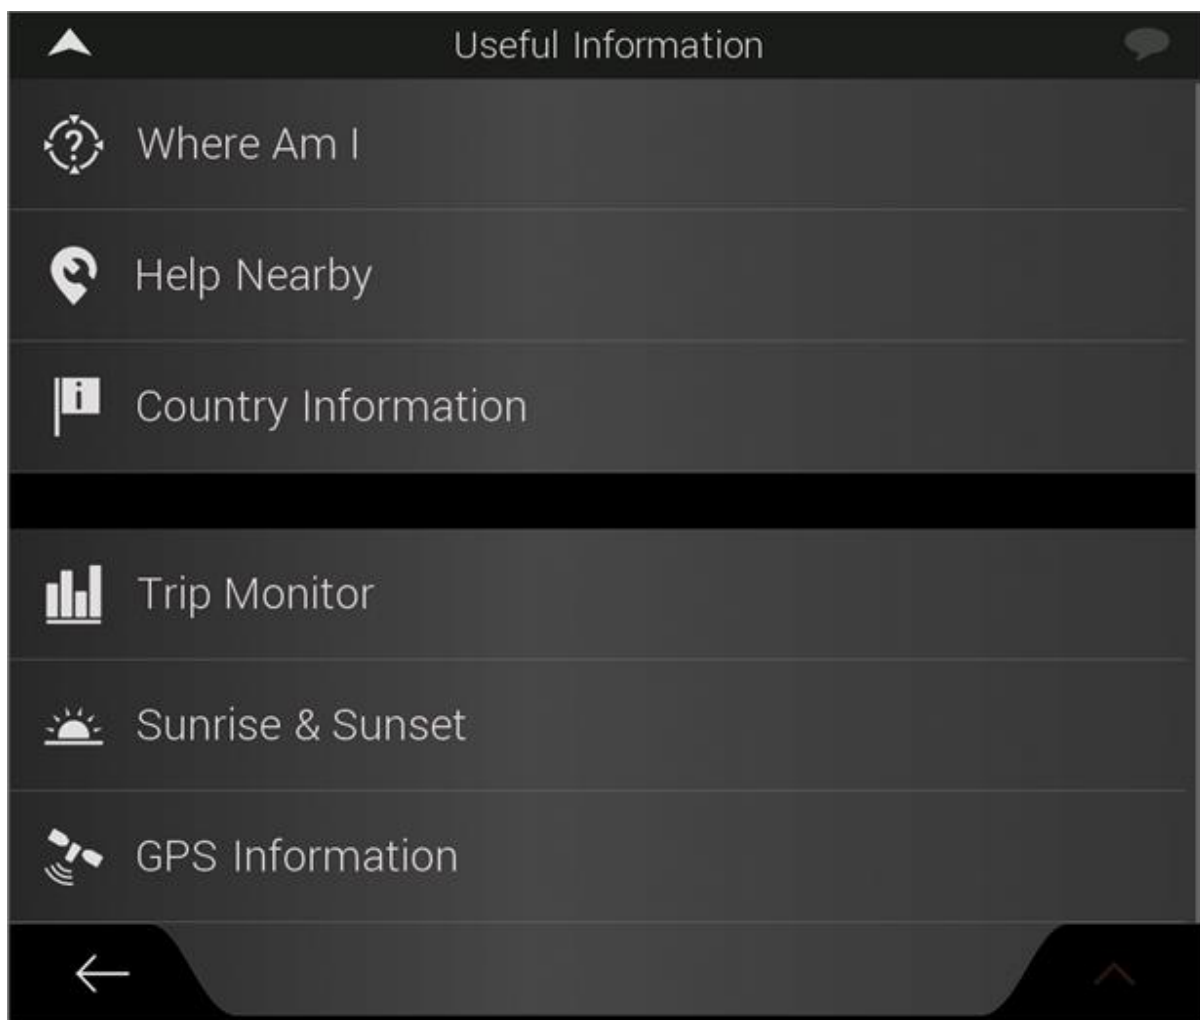 Useful Information
Where Am I
Help Nearby
Country Information
Trip Monitor
Sunrise & Sunset
GPS Information